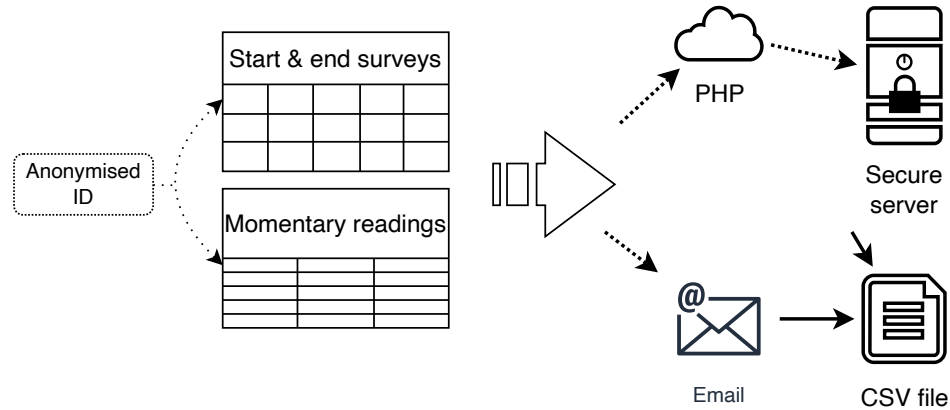 Start & end surveys
Anonymised
ID
Momentary readings
PHP
Secure
server
@
Email
CSV file